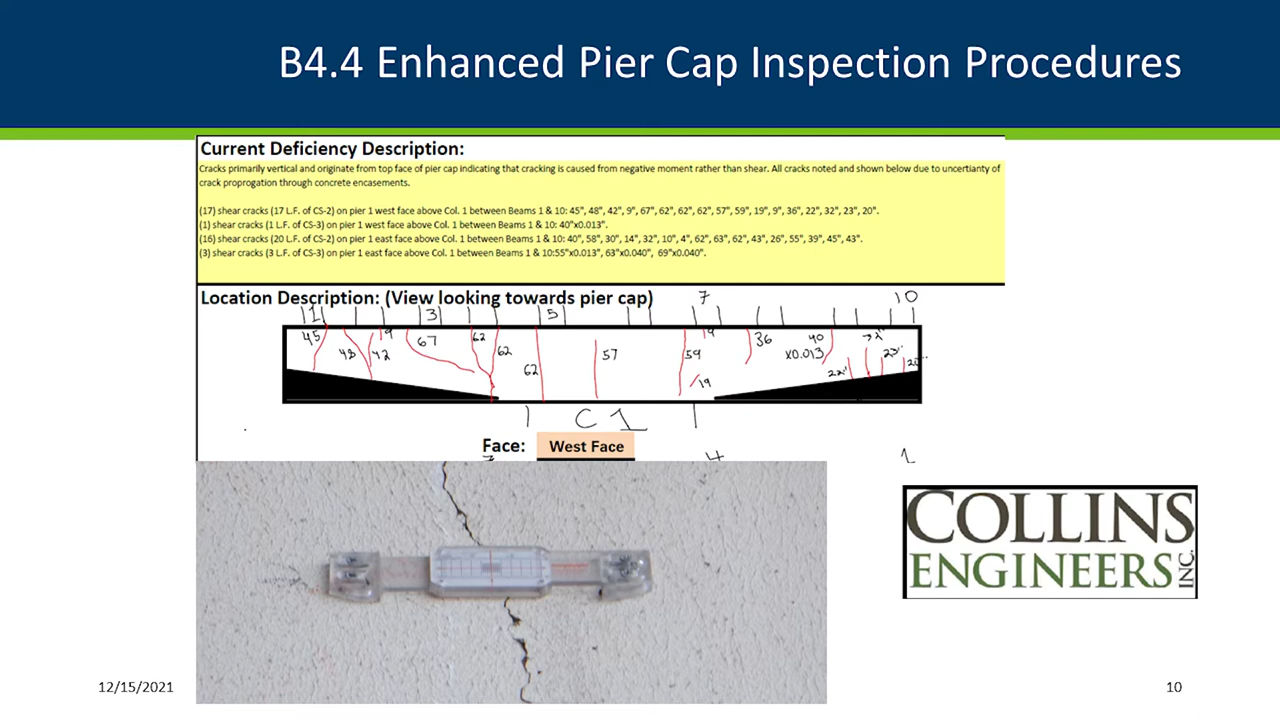 B4.4 Enhanced Pier Cap Inspection Procedures
Current Deficiency Description:
Cracks primarily vertical and originate from top face of pier cap indicating that cracking is caused from negative moment rather than shear. All cracks noted and shown below due to uncertianty of
crack proprogation through concrete encasements.
(17) shear cracks (17 L.F. of CS-2) on pier 1 west face above Col. 1 between Beams 1 & 10: 45", 48", 42", 9", 67", 62", 62", 62", 57", 59", 19", 9", 36", 22", 32", 23", 20".
(1) shear cracks (1 L.F. of CS-3) on pier 1 west face above Col. 1 between Beams 1 & 10: 40"x0.013".
(16) shear cracks (20 L.F. of CS-2) on pier 1 east face above Col. 1 between Beams 1 & 10: 40", 58", 30", 14", 32", 10", 4", 62", 63", 62", 43", 26", 55", 39", 45", 43".
(3) shear cracks (3 L.F. of CS-3) on pier 1 east face above Col. 1 between Beams 1 & 10:55"x0.013", 63"x0.040", 69"x0.040".
Location Description: (View looking towards pier cap)
1 3 5 7 10
45 48 42 9 67 62 62 62 57 59 19 19 36 40 x0.013 22" 23"
C 1
Face: West Face
4 1
COLLINS
ENGINEERS INC.
12/15/2021
10